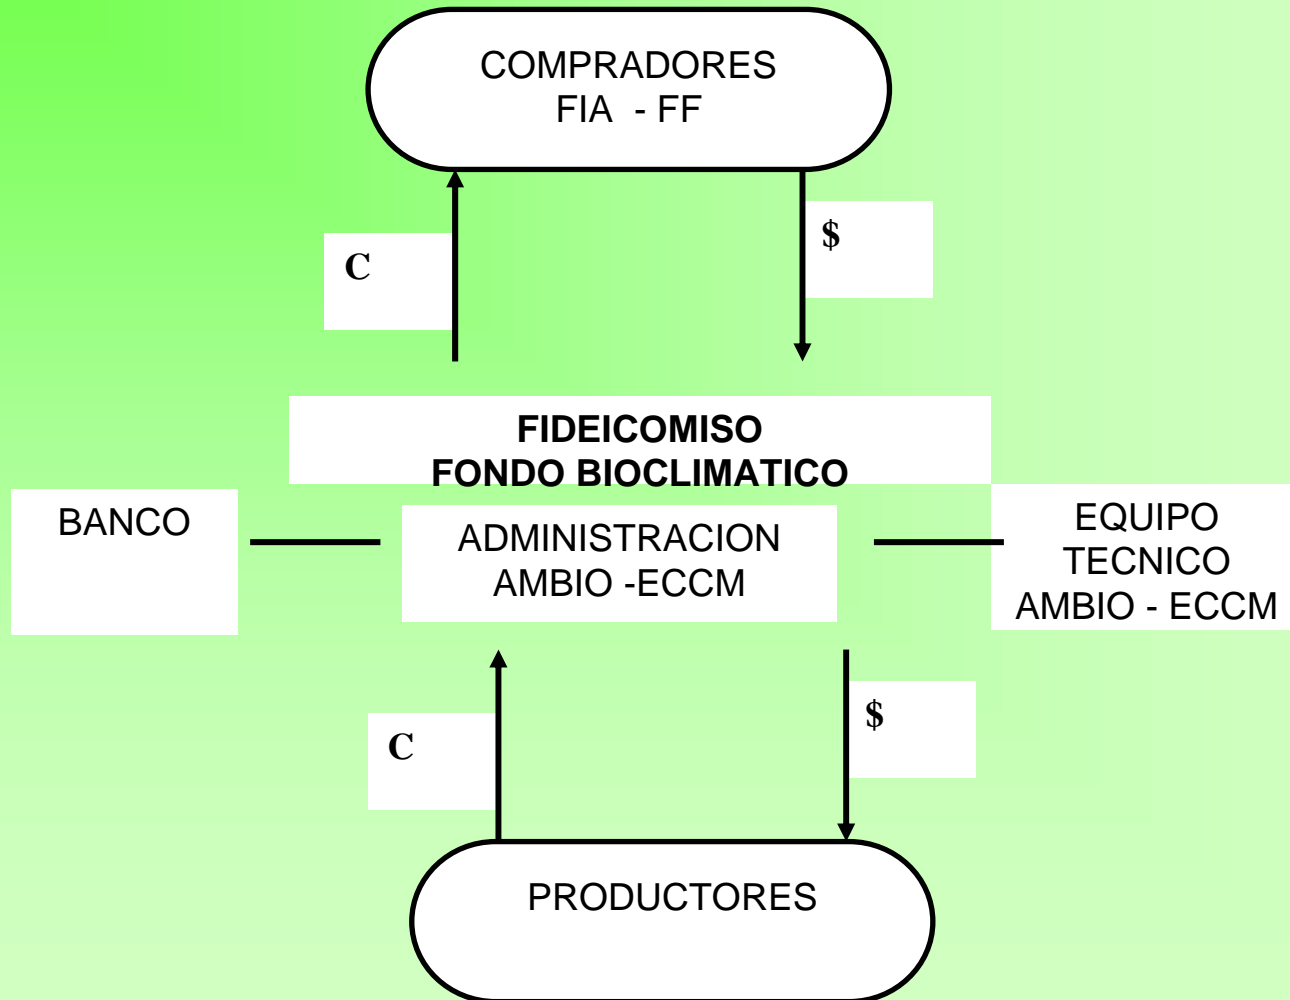 COMPRADORES
FIA - FF
C
$
FIDEICOMISO
FONDO BIOCLIMATICO
BANCO
ADMINISTRACION
AMBIO -ECCM
EQUIPO
TECNICO
AMBIO - ECCM
C
$
PRODUCTORES